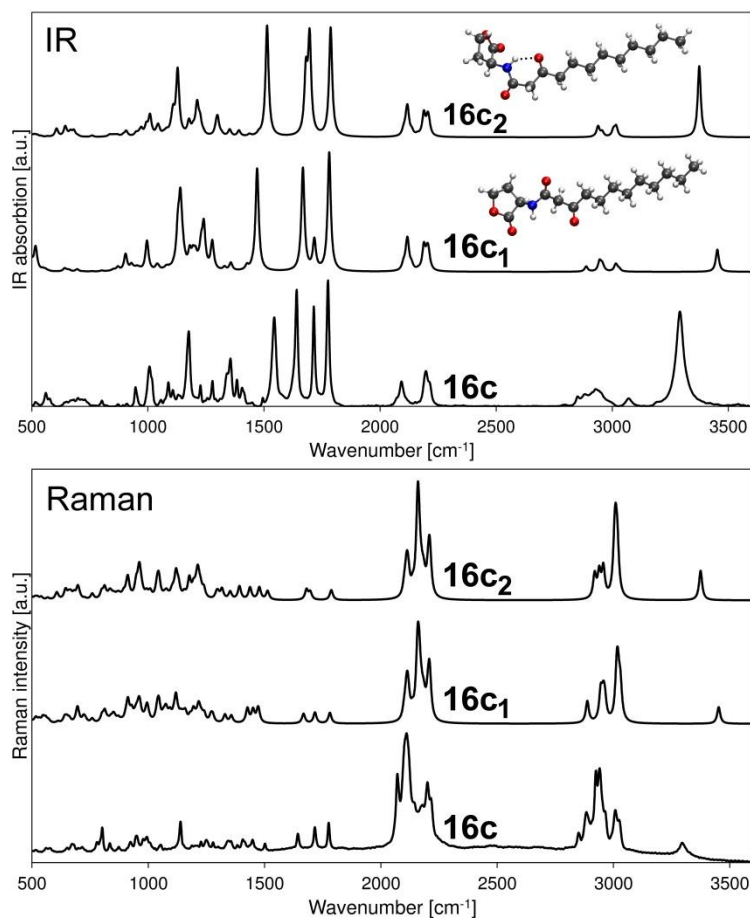 IR
16c₂
16c₁
16c
IR absorbtion [a.u.]
500 1000 1500 2000 2500 3000 3500
Wavenumber [cm⁻¹]
Raman
16c₂
16c₁
16c
Raman intensity [a.u.]
500 1000 1500 2000 2500 3000 3500
Wavenumber [cm⁻¹]